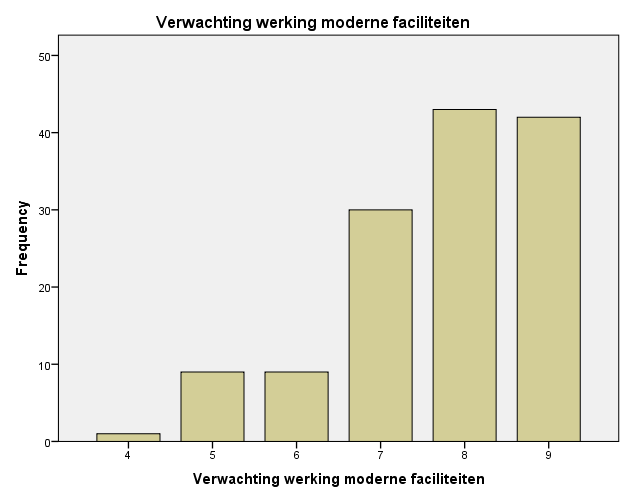 Verwachting werking moderne faciliteiten
Frequency
50
40
30
20
10
0
4 5 6 7 8 9
Verwachting werking moderne faciliteiten